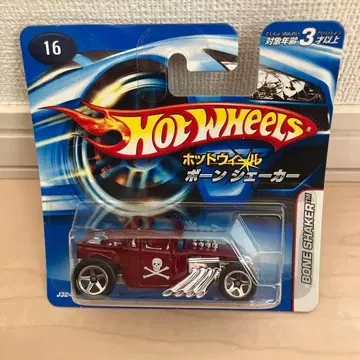 16
対象年齢3才以上
HOT WHEELS
ホットウィール
ボーン シェーカー
BONE SHAKER™